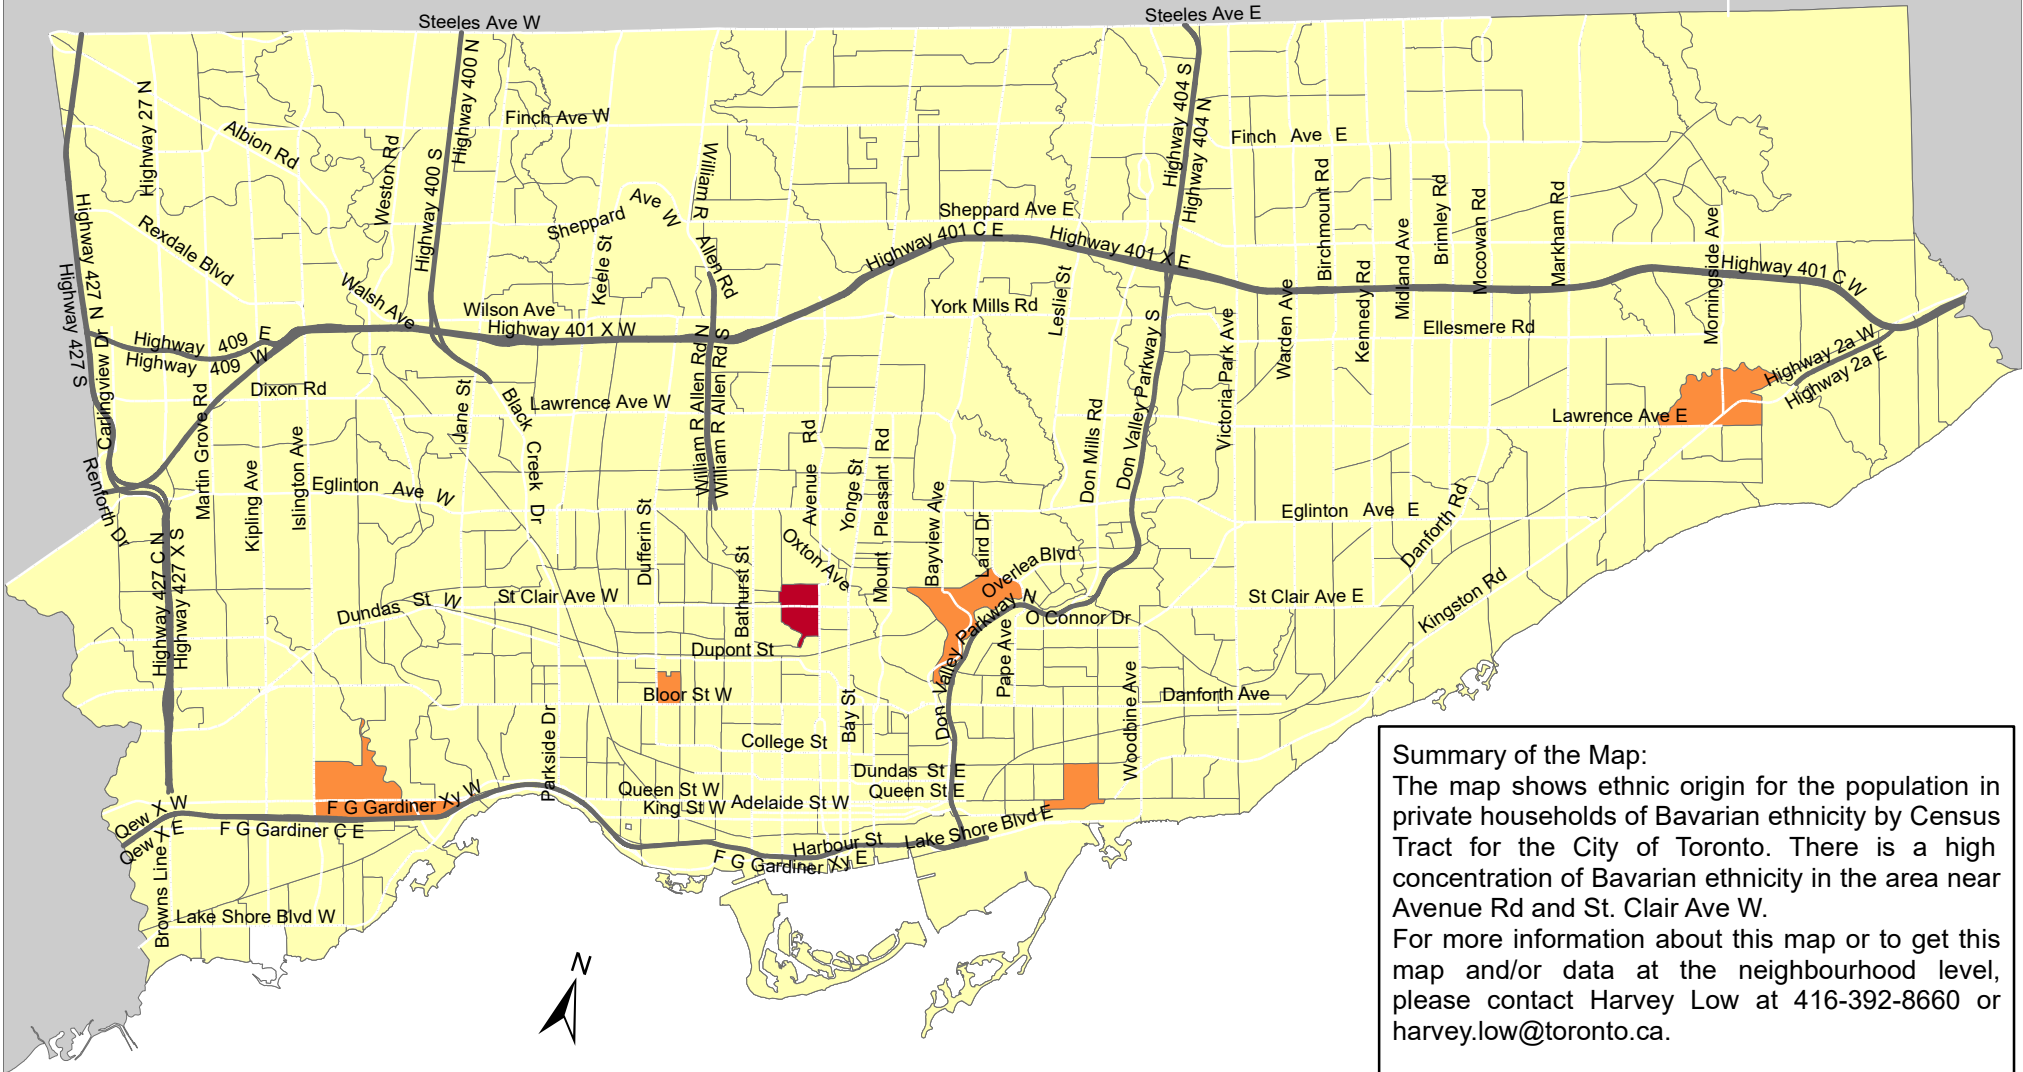 Steeles Ave W
Steeles Ave E
Highway 400 N
Highway 404 S
Highway 27 N
Finch Ave W
Highway 404 N
Finch Ave E
Albion Rd
Weston Rd
Highway 400 S
William R Allen Rd
Birchmount Rd
Brimley Rd
Mccowan Rd
Markham Rd
Morningside Ave
Highway 427 N
Rexdale Blvd
Sheppard Ave W
Keele St
Sheppard Ave E
Highway 401 C E
Highway 401 X E
Midland Ave
Highway 401 C W
Highway 427 S
Walsh Ave
Wilson Ave
Highway 401 X W
York Mills Rd
Leslie St
Warden Ave
Kennedy Rd
Ellesmere Rd
Highway 409 E
Highway 409 W
Carlingview Dr
Dixon Rd
Martin Grove Rd
Jane St
Black Creek Dr
Lawrence Ave W
William R Allen Rd N
William R Allen Rd S
Don Valley Parkway S
Victoria Park Ave
Highway 2a W
Highway 2a E
Lawrence Ave E
Renforth Dr
Kipling Ave
Islington Ave
Eglinton Ave W
Avenue Rd
Yonge St
Mount Pleasant Rd
Bayview Ave
Laird Dr
Don Mills Rd
Eglinton Ave E
Danforth Rd
Highway 427 C N
Highway 427 X S
Dufferin St
Bathurst St
Oxton Ave
Overlea Blvd
Dundas St W
St Clair Ave W
St Clair Ave E
Kingston Rd
O Connor Dr
Don Valley Parkway N
Pape Ave
Dupont St
Bloor St W
Bay St
Danforth Ave
Woodbine Ave
Parkside Dr
College St
Dundas St E
Queen St W
Queen St E
King St W
Adelaide St W
Qew X W
Qew X E
F G Gardiner Xy W
F G Gardiner C E
Harbour St
Lake Shore Blvd E
F G Gardiner Xy E
Browns Line
Lake Shore Blvd W
N
Summary of the Map:
The map shows ethnic origin for the population in
private households of Bavarian ethnicity by Census
Tract for the City of Toronto. There is a high
concentration of Bavarian ethnicity in the area near
Avenue Rd and St. Clair Ave W.
For more information about this map or to get this
map and/or data at the neighbourhood level,
please contact Harvey Low at 416-392-8660 or
harvey.low@toronto.ca.